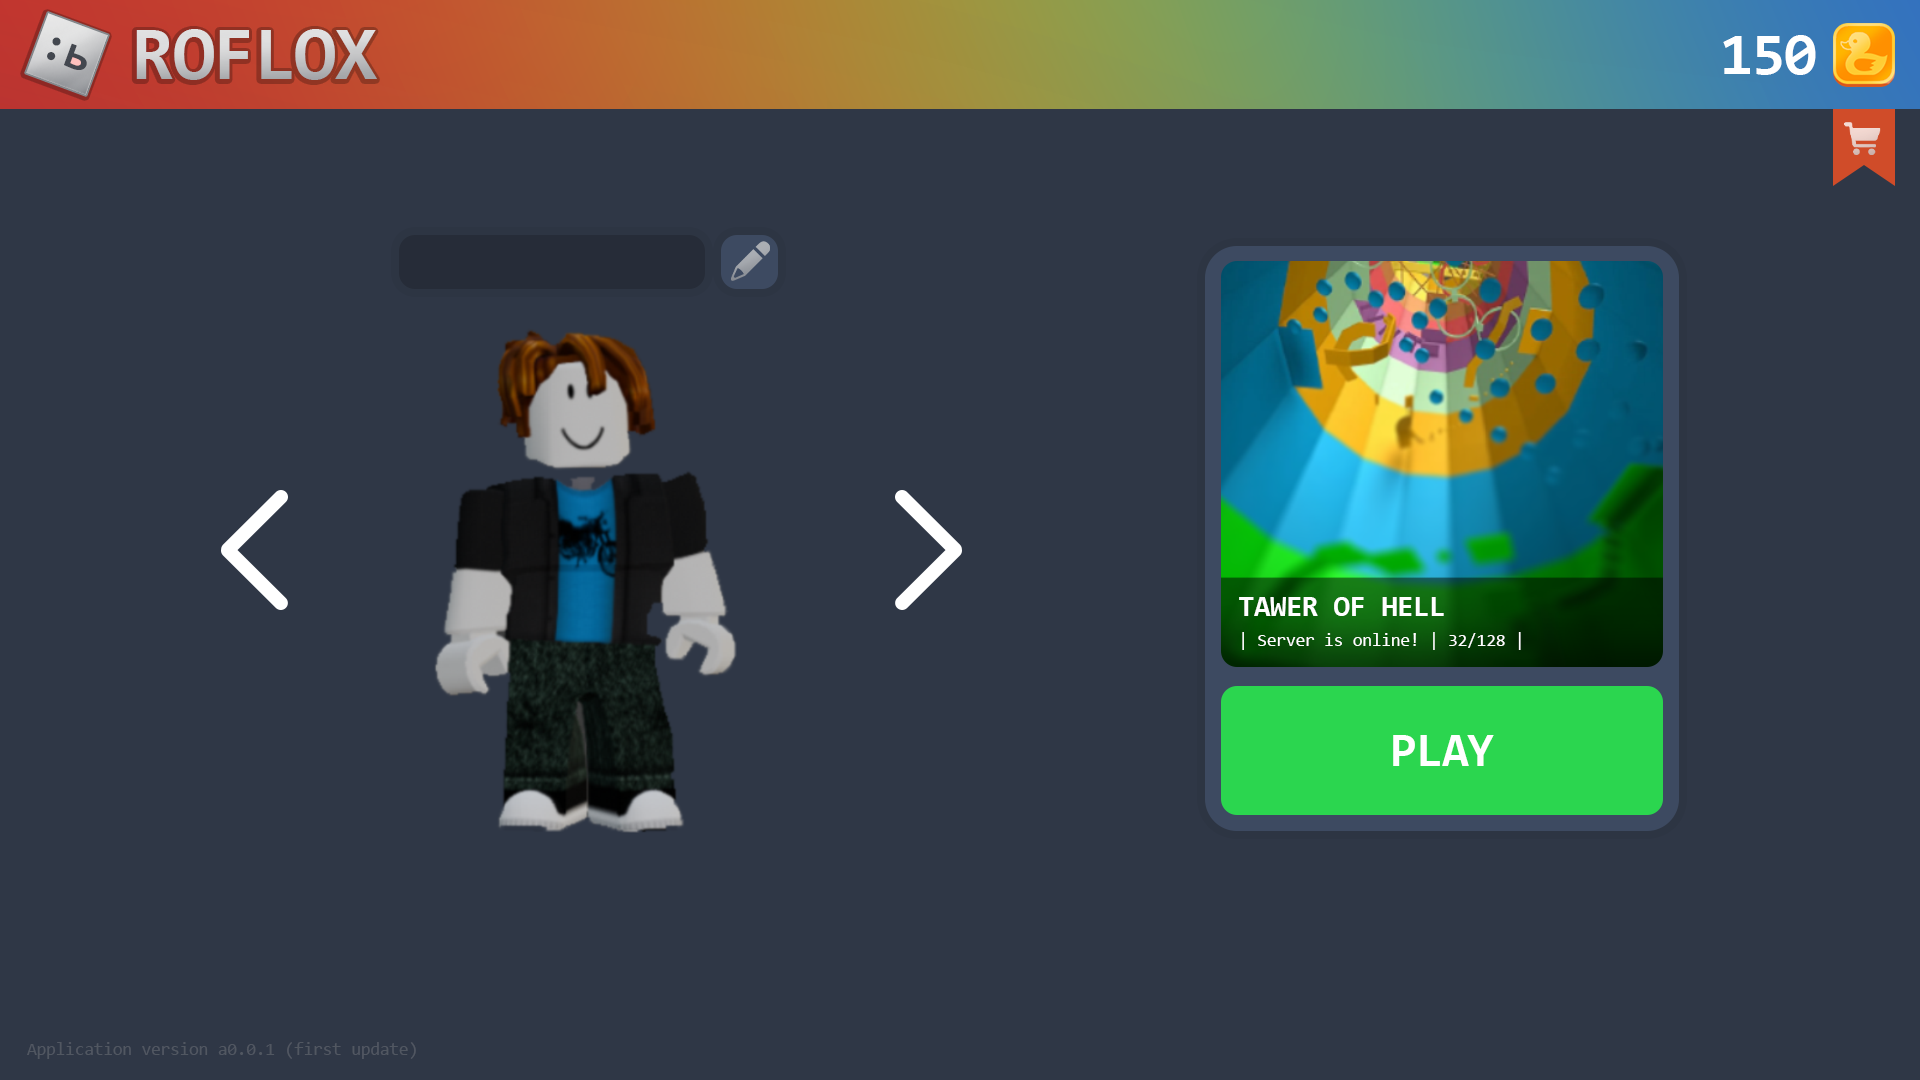 :b ROFLOX
150
TAWER OF HELL
| Server is online! | 32/128 |
PLAY
Application version a0.0.1 (first update)